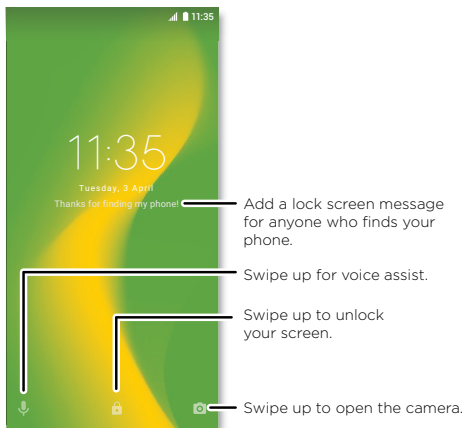 11:35
11:35
Tuesday, 3 April
Thanks for finding my phone!
Add a lock screen message
for anyone who finds your
phone.
Swipe up for voice assist.
Swipe up to unlock
your screen.
Swipe up to open the camera.